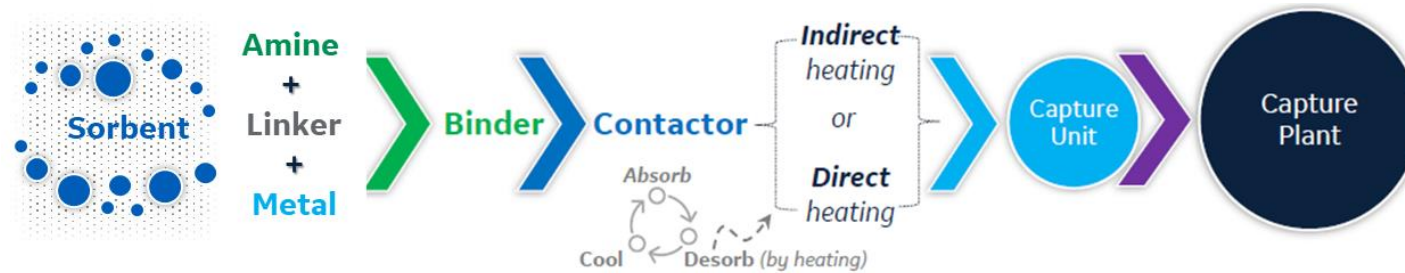 Sorbent
Amine
+
Linker
+
Metal
Binder
Contactor
Absorb
Cool
Desorb (by heating)
Indirect
heating
or
Direct
heating
Capture
Unit
Capture
Plant